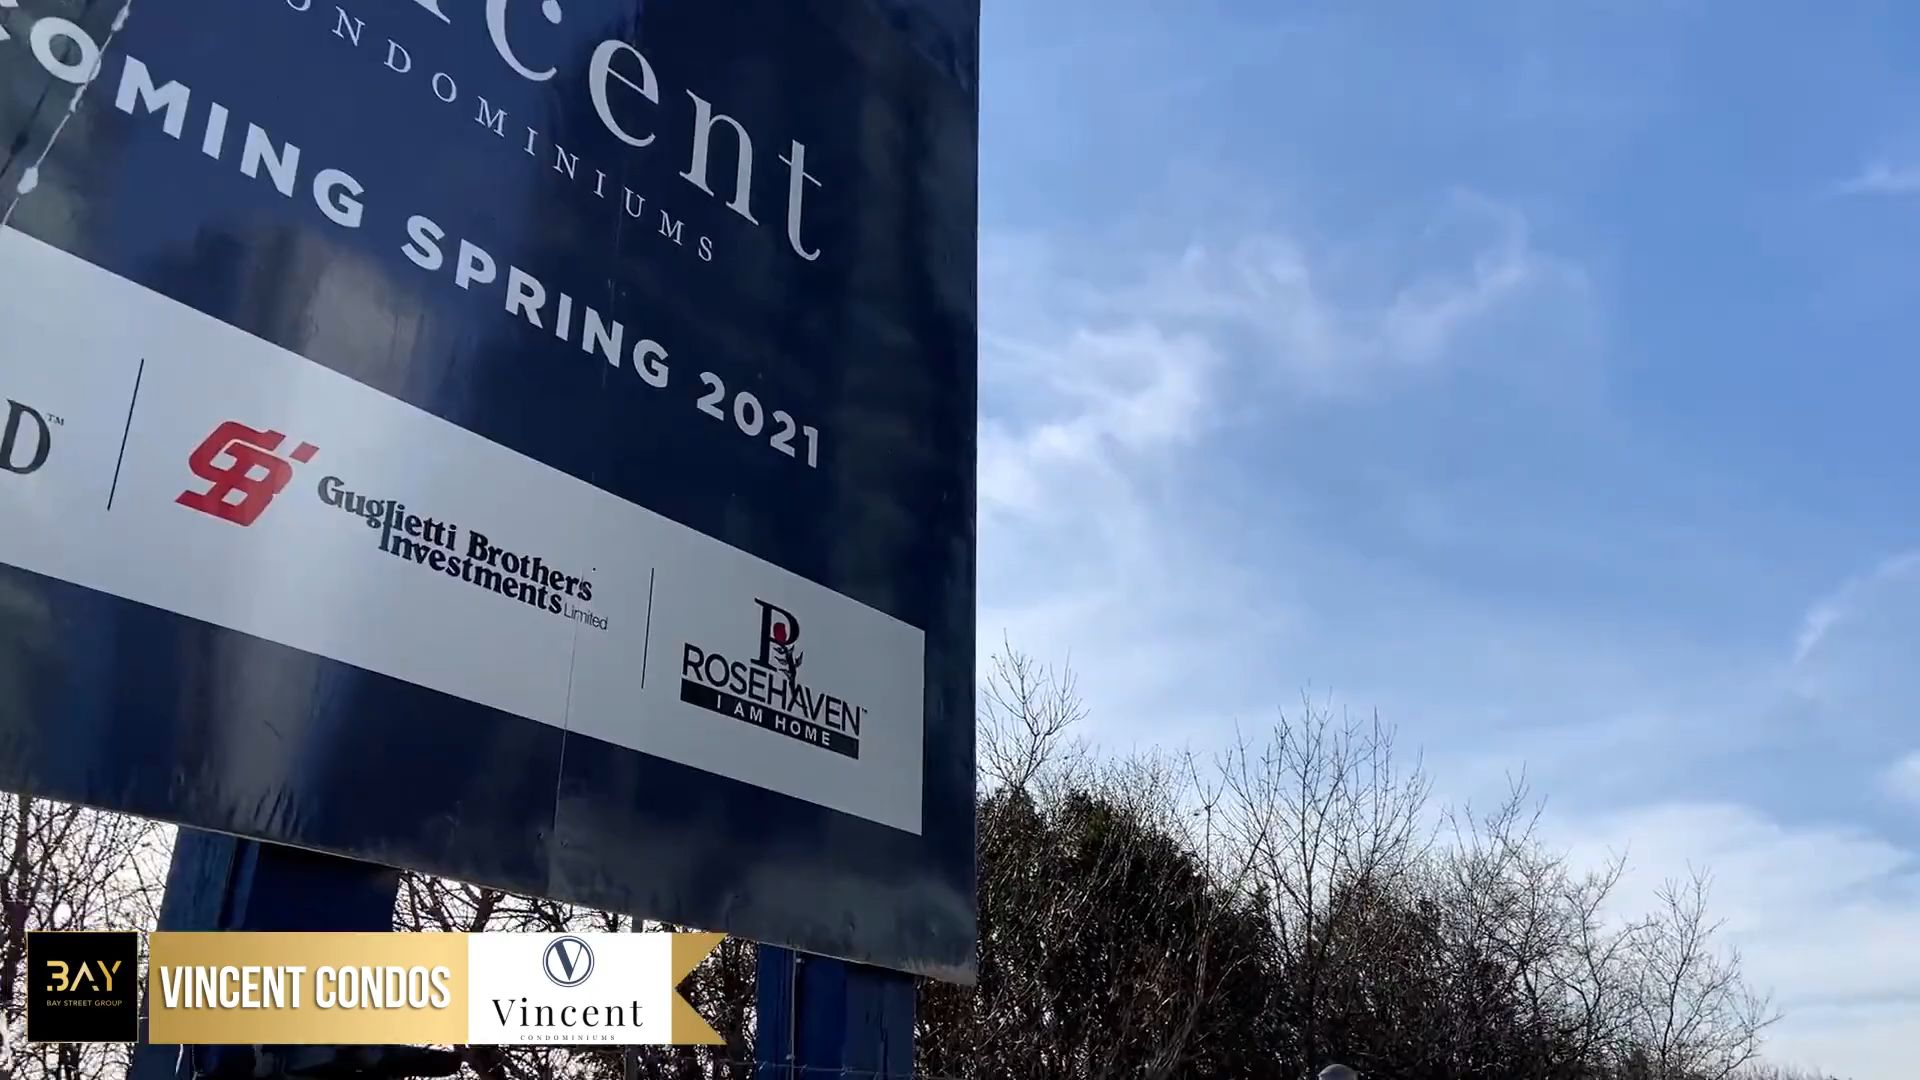 cent
ONDOMINIUMS
OMING SPRING 2021
D™
GB
Guglietti Brothers
Investments Limited
R
ROSEHAVEN™
I AM HOME
BAY
BAY STREET GROUP
VINCENT CONDOS
V
Vincent
CONDOMINIUMS